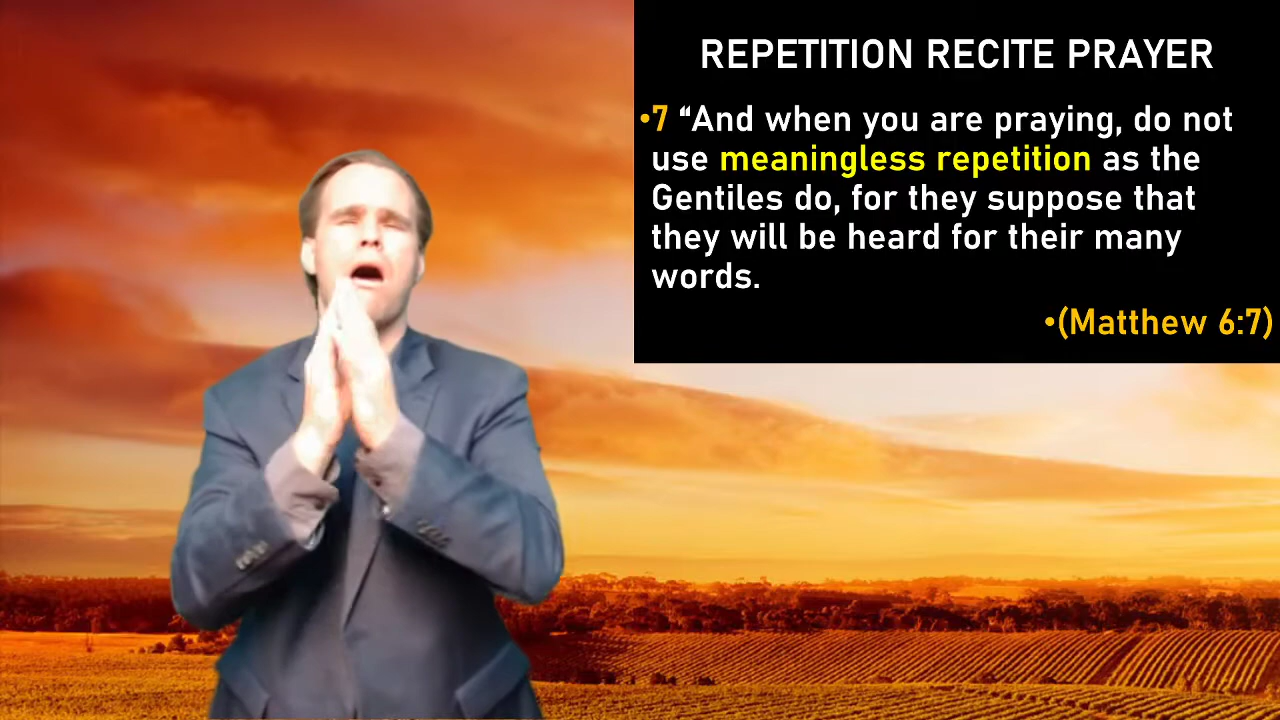 REPETITION RECITE PRAYER
•7 “And when you are praying, do not
use meaningless repetition as the
Gentiles do, for they suppose that
they will be heard for their many
words.
•(Matthew 6:7)